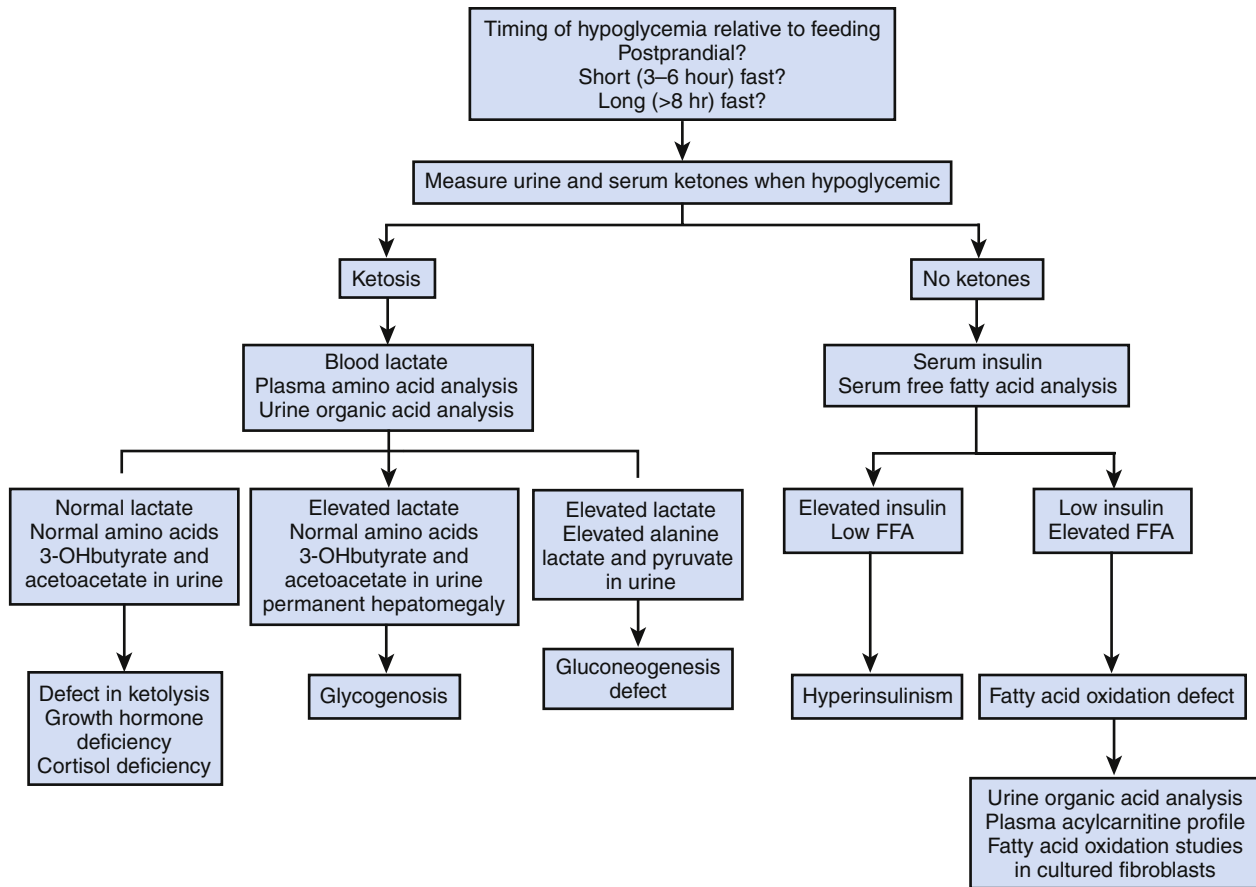 Timing of hypoglycemia relative to feeding
Postprandial?
Short (3–6 hour) fast?
Long (>8 hr) fast?
Measure urine and serum ketones when hypoglycemic
Ketosis
No ketones
Blood lactate
Plasma amino acid analysis
Urine organic acid analysis
Serum insulin
Serum free fatty acid analysis
Normal lactate
Normal amino acids
3-OHbutyrate and
acetoacetate in urine
Elevated lactate
Normal amino acids
3-OHbutyrate and
acetoacetate in urine
permanent hepatomegaly
Elevated lactate
Elevated alanine
lactate and pyruvate
in urine
Elevated insulin
Low FFA
Low insulin
Elevated FFA
Defect in ketolysis
Growth hormone
deficiency
Cortisol deficiency
Glycogenosis
Gluconeogenesis
defect
Hyperinsulinism
Fatty acid oxidation defect
Urine organic acid analysis
Plasma acylcarnitine profile
Fatty acid oxidation studies
in cultured fibroblasts